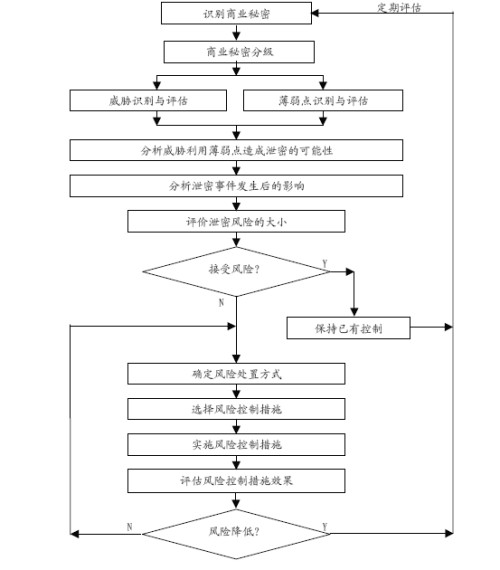 识别商业秘密
定期评估
商业秘密分级
威胁识别与评估
薄弱点识别与评估
分析威胁利用薄弱点造成泄密的可能性
分析泄密事件发生后的影响
评价泄密风险的大小
接受风险?
Y
N
保持已有控制
确定风险处置方式
选择风险控制措施
实施风险控制措施
评估风险控制措施效果
N
风险降低?
Y